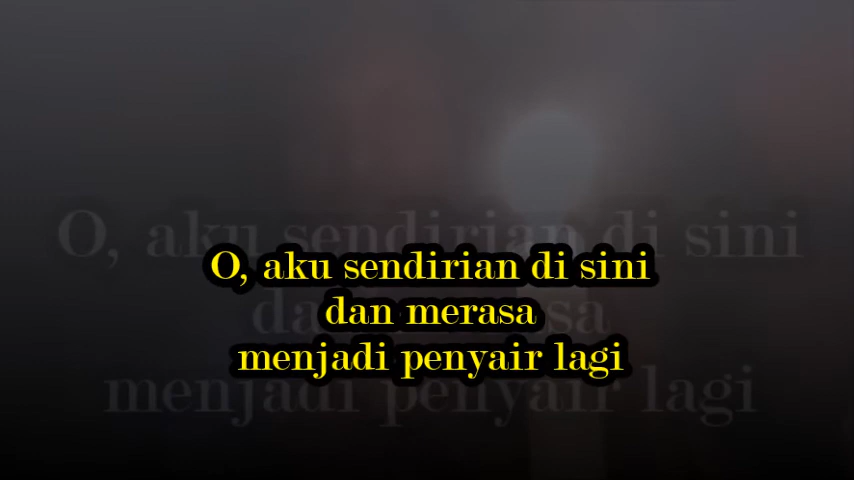 O, aku sendirian di sini
dan merasa
menjadi penyair lagi